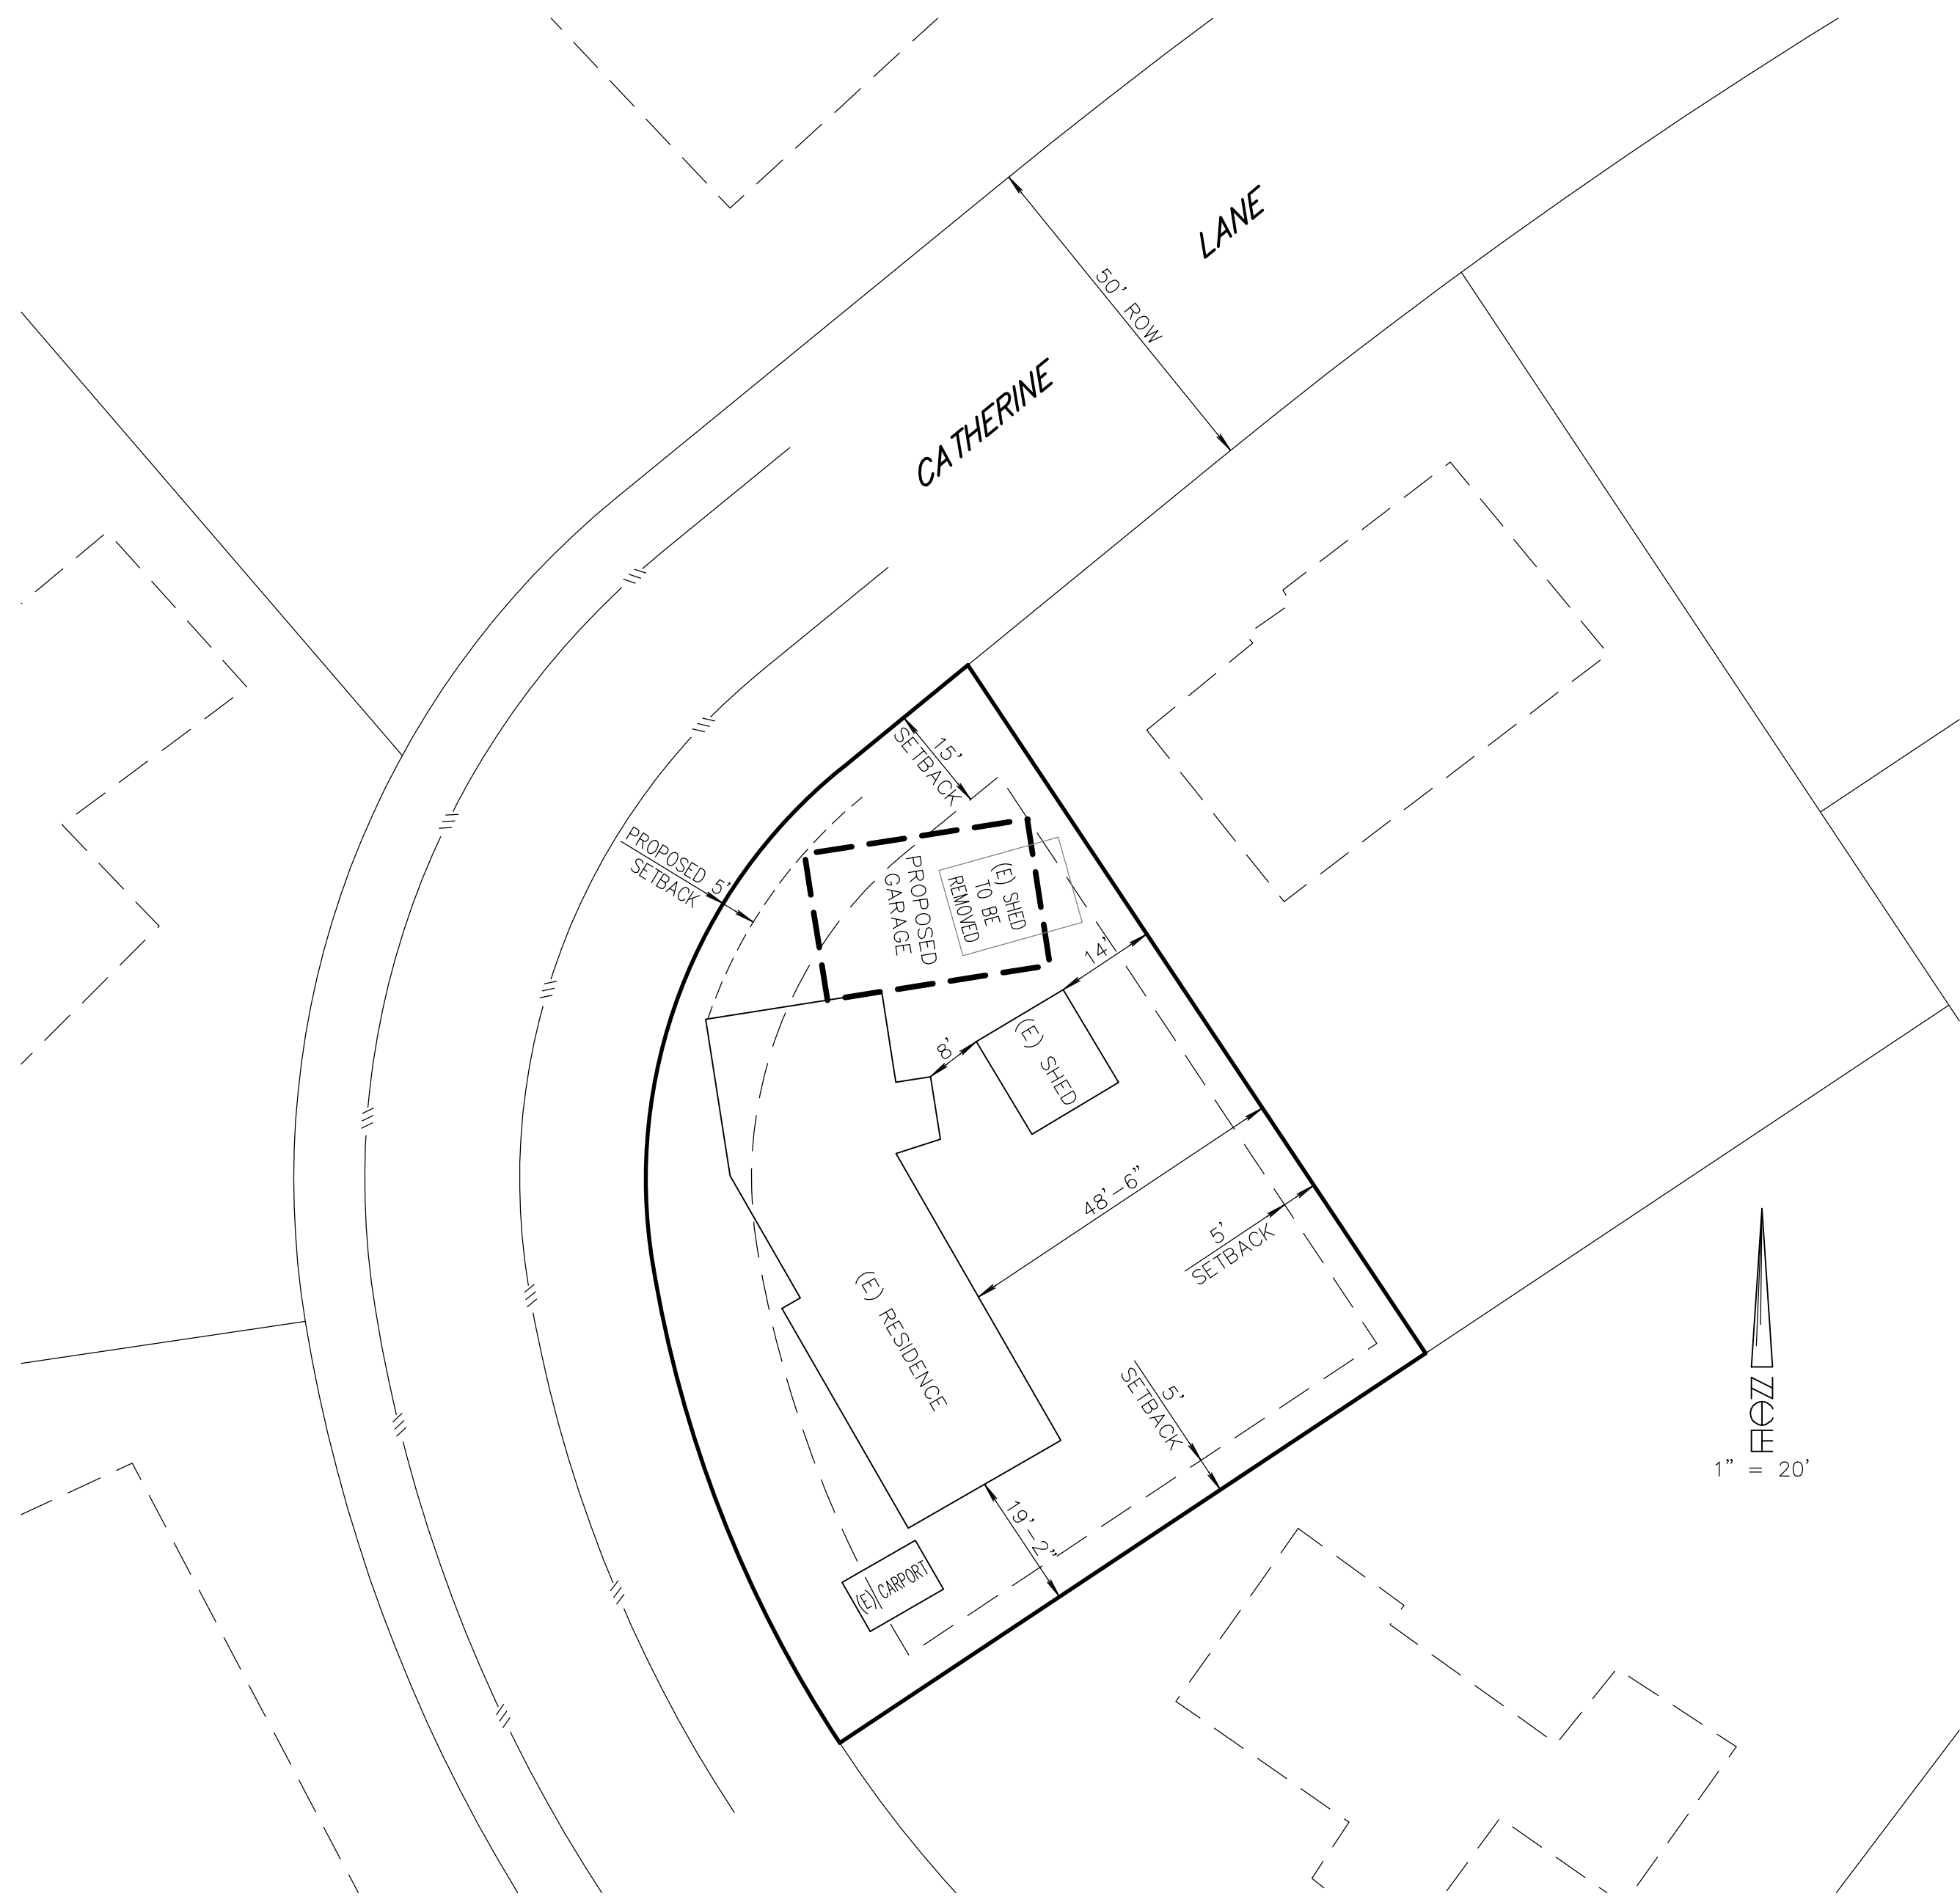 LANE
50' ROW
CATHERINE
15'
SETBACK
PROPOSED 5'
SETBACK
PROPOSED
GARAGE
(E) SHED
TO BE
REMOVED
14'
8'
(E) SHED
48'-6"
5'
SETBACK
(E) RESIDENCE
5'
SETBACK
19'-2"
(E) CARPORT
1" = 20'